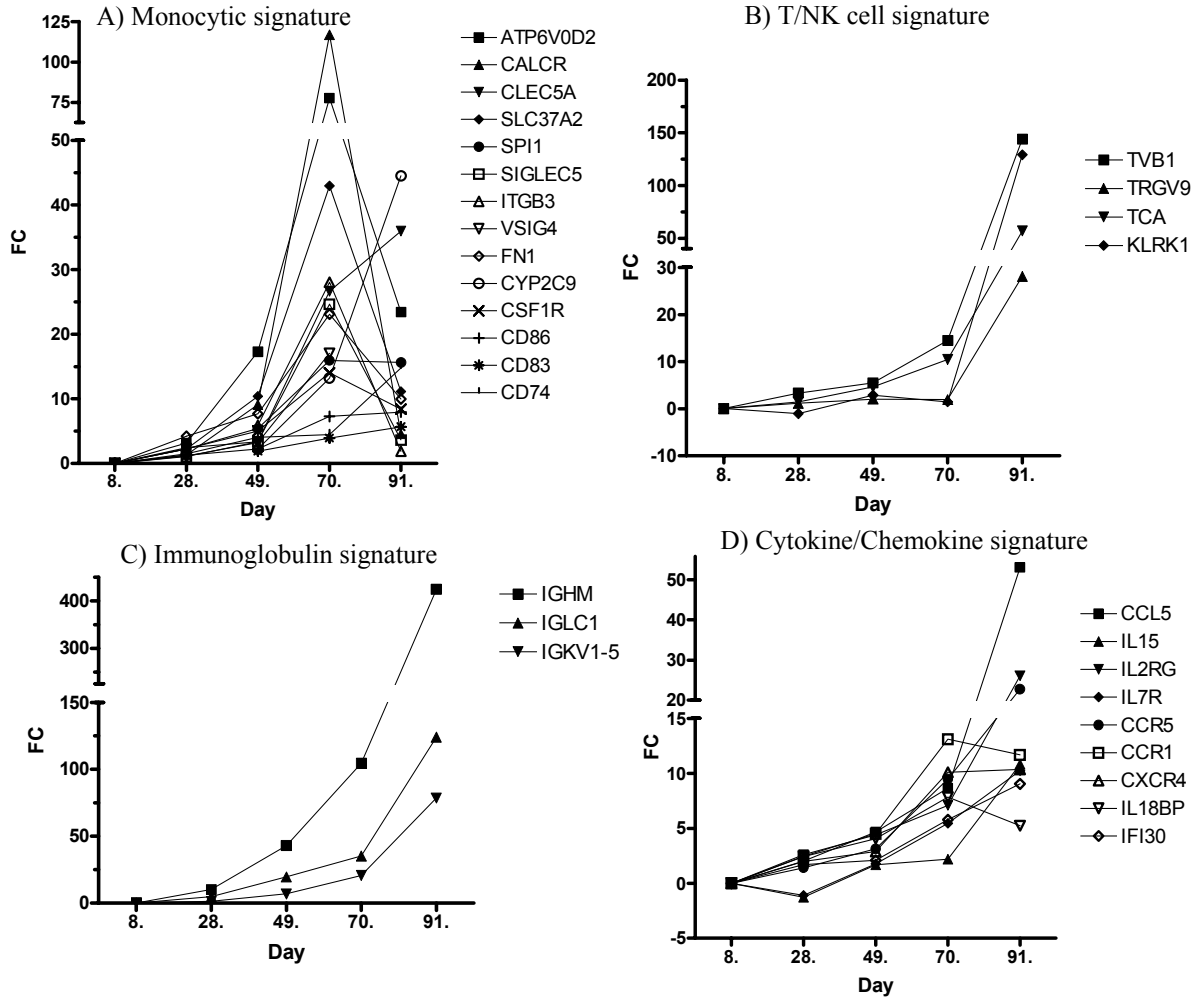 A) Monocytic signature
125
100
75
50
40
30
20
10
0
FC
8. 28. 49. 70. 91.
Day
ATP6V0D2
CALCR
CLEC5A
SLC37A2
SPI1
SIGLEC5
ITGB3
VSIG4
FN1
CYP2C9
CSF1R
CD86
CD83
CD74
B) T/NK cell signature
200
150
100
50
30
20
10
0
-10
FC
8. 28. 49. 70. 91.
Day
TVB1
TRGV9
TCA
KLRK1
C) Immunoglobulin signature
400
300
150
100
50
0
FC
8. 28. 49. 70. 91.
Day
IGHM
IGLC1
IGKV1-5
D) Cytokine/Chemokine signature
50
40
30
20
15
10
5
0
-5
FC
8. 28. 49. 70. 91.
Day
CCL5
IL15
IL2RG
IL7R
CCR5
CCR1
CXCR4
IL18BP
IFI30